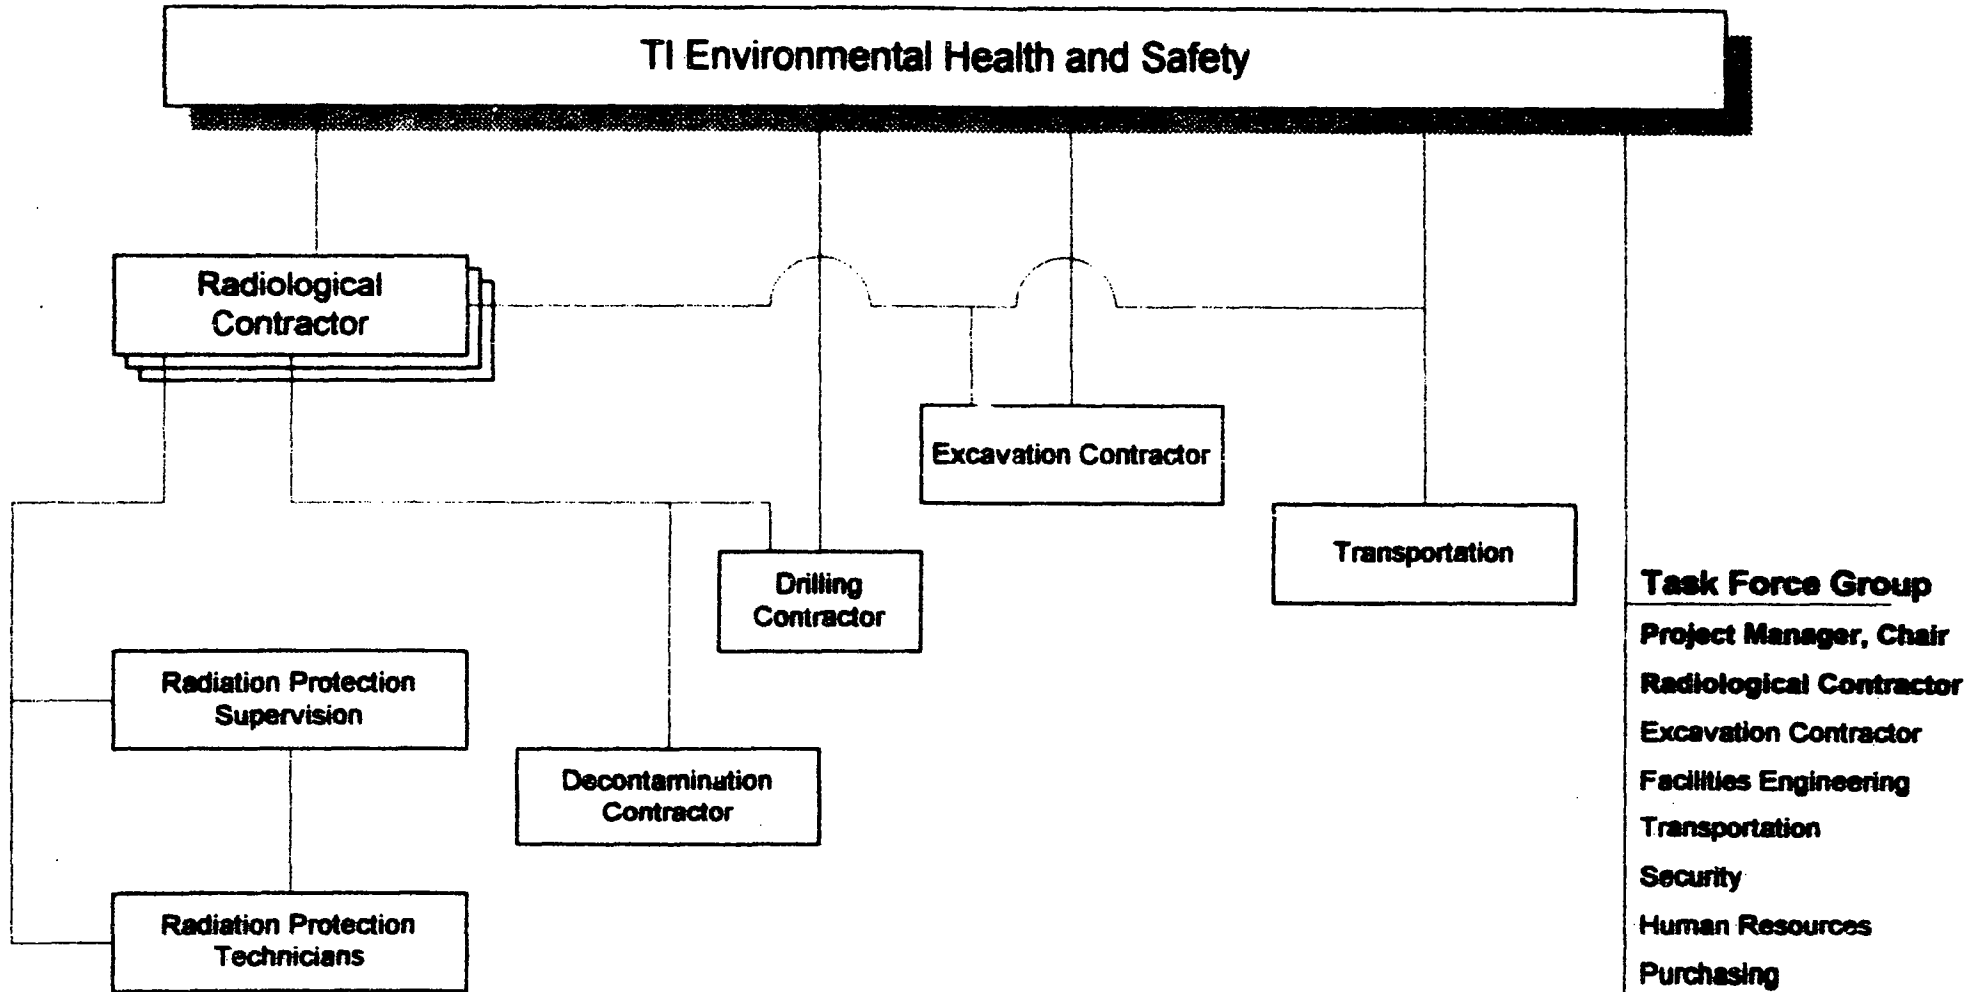 TI Environmental Health and Safety
Radiological
Contractor
Excavation Contractor
Transportation
Drilling
Contractor
Radiation Protection
Supervision
Decontamination
Contractor
Radiation Protection
Technicians
Task Force Group
Project Manager, Chair
Radiological Contractor
Excavation Contractor
Facilities Engineering
Transportation
Security
Human Resources
Purchasing